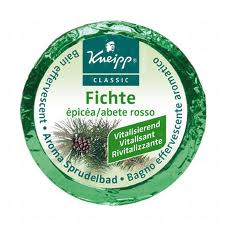 Kneipp®
CLASSIC
Fichte
épicéa/abete rosso
Vitalisierend
Vitalisant
Rivitalizzante
Bain effervescent • Aroma Sprudelbad • Bagno effervescente aromatico